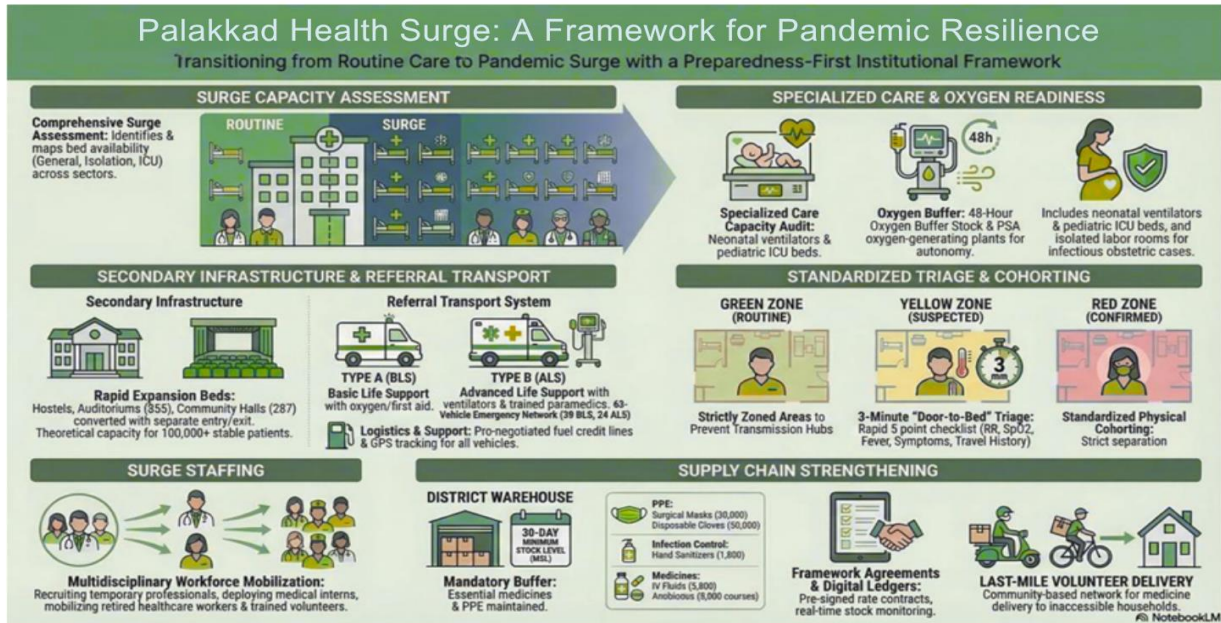 Palakkad Health Surge: A Framework for Pandemic Resilience
Transitioning from Routine Care to Pandemic Surge with a Preparedness-First Institutional Framework
SURGE CAPACITY ASSESSMENT
Comprehensive Surge
Assessment: Identifies &
maps bed availability
(General, Isolation, ICU)
across sectors.
ROUTINE
SURGE
SPECIALIZED CARE & OXYGEN READINESS
Specialized Care
Capacity Audit:
Neonatal ventilators &
pediatric ICU beds.
48h
Oxygen Buffer: 48-Hour
Oxygen Buffer Stock & PSA
oxygen-generating plants for
autonomy.
Includes neonatal ventilators
& pediatric ICU beds, and
isolated labor rooms for
infectious obstetric cases.
SECONDARY INFRASTRUCTURE & REFERRAL TRANSPORT
Secondary Infrastructure
Rapid Expansion Beds:
Hostels, Auditoriums (355), Community Halls (287)
converted with separate entry/exit.
Theoretical capacity for 100,000+ stable patients.
Referral Transport System
TYPE A (BLS)
Basic Life Support
with oxygen/first aid.
TYPE B (ALS)
Advanced Life Support with
ventilators & trained paramedics. 63-
Vehicle Emergency Network (39 BLS, 24 ALS)
Logistics & Support: Pro-negotiated fuel credit lines
& GPS tracking for all vehicles.
STANDARDIZED TRIAGE & COHORTING
GREEN ZONE
(ROUTINE)
Strictly Zoned Areas to
Prevent Transmission Hubs
YELLOW ZONE
(SUSPECTED)
3
3-Minute "Door-to-Bed" Triage:
Rapid 5 point checklist (RR, SpO2,
Fever, Symptoms, Travel History)
RED ZONE
(CONFIRMED)
Standardized Physical
Cohorting:
Strict separation
SURGE STAFFING
Multidisciplinary Workforce Mobilization:
Recruiting temporary professionals, deploying medical interns,
mobilizing retired healthcare workers & trained volunteers.
SUPPLY CHAIN STRENGTHENING
DISTRICT WAREHOUSE
30-DAY
MINIMUM
STOCK LEVEL
(MSL)
Mandatory Buffer:
Essential medicines
& PPE maintained.
PPE:
Surgical Masks (30,000)
Disposable Cloves (50,000)
Infection Control:
Hand Sanitizers (1,800)
Medicines:
IV Fluids (5,800)
Anobicous (8,000 courses)
Framework Agreements
& Digital Ledgers:
Pre-signed rate contracts,
real-time stock monitoring.
LAST-MILE VOLUNTEER DELIVERY
Community-based network for medicine
delivery to inaccessible households.
NotebookLM